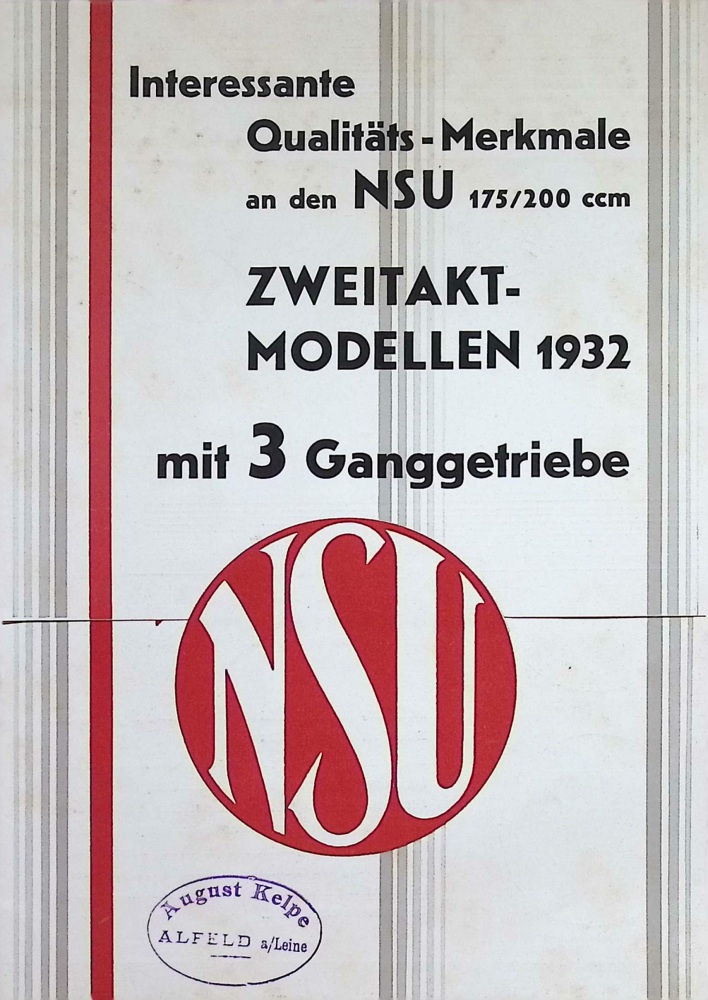 Interessante
Qualitäts-Merkmale
an den NSU 175/200 ccm
ZWEITAKT-
MODELLEN 1932
mit 3 Ganggetriebe
NSU
August Kelpe
ALFELD a/Leine